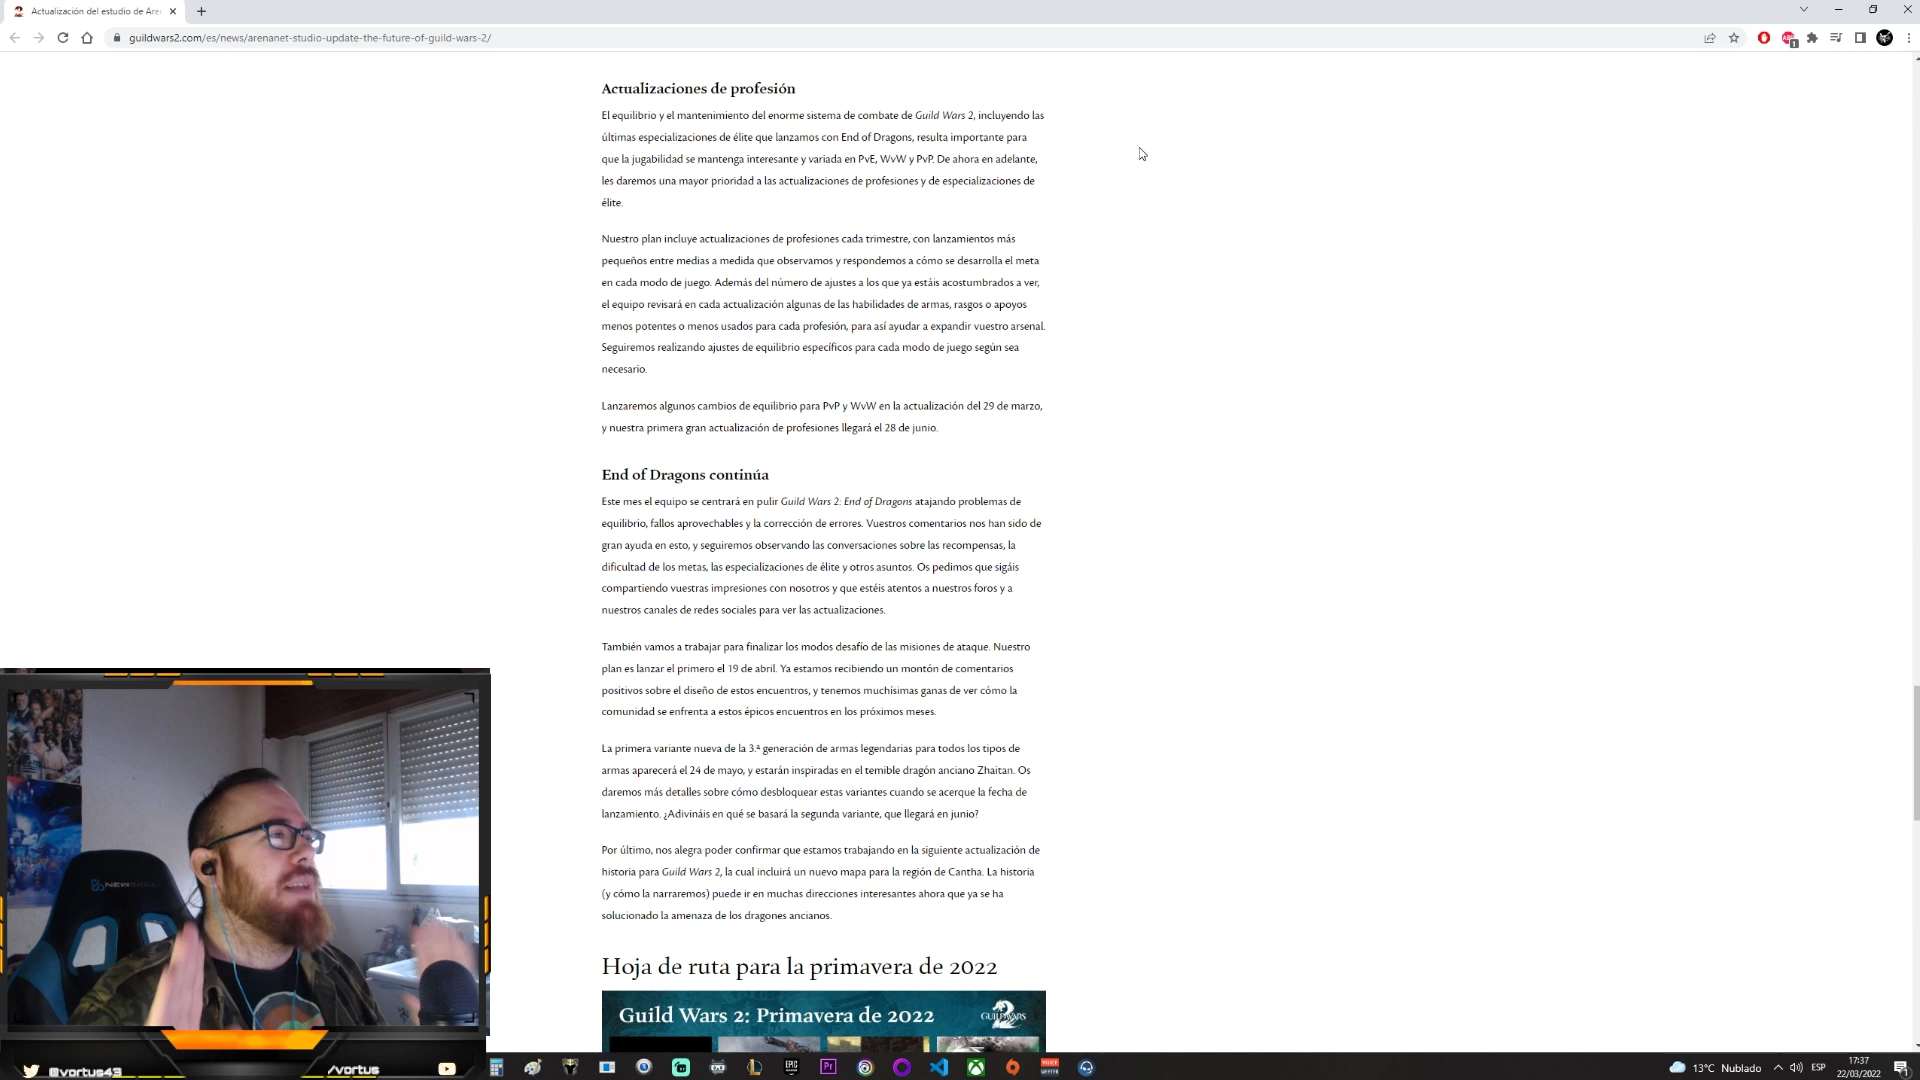 Actualización del estudio de Are
guildwars2.com/es/news/arenanet-studio-update-the-future-of-guild-wars-2/
Actualizaciones de profesión
El equilibrio y el mantenimiento del enorme sistema de combate de Guild Wars 2, incluyendo las
últimas especializaciones de élite que lanzamos con End of Dragons, resulta importante para
que la jugabilidad se mantenga interesante y variada en PvE, WvW y PvP. De ahora en adelante,
les daremos una mayor prioridad a las actualizaciones de profesiones y de especializaciones de
élite.
Nuestro plan incluye actualizaciones de profesiones cada trimestre, con lanzamientos más
pequeños entre medias a medida que observamos y respondemos a cómo se desarrolla el meta
en cada modo de juego. Además del número de ajustes a los que ya estáis acostumbrados a ver,
el equipo revisará en cada actualización algunas de las habilidades de armas, rasgos o apoyos
menos potentes o menos usados para cada profesión, para así ayudar a expandir vuestro arsenal.
Seguiremos realizando ajustes de equilibrio específicos para cada modo de juego según sea
necesario.
Lanzaremos algunos cambios de equilibrio para PvP y WvW en la actualización del 29 de marzo,
y nuestra primera gran actualización de profesiones llegará el 28 de junio.
End of Dragons continúa
Este mes el equipo se centrará en pulir Guild Wars 2: End of Dragons atajando problemas de
equilibrio, fallos aprovechables y la corrección de errores. Vuestros comentarios nos han sido de
gran ayuda en esto, y seguiremos observando las conversaciones sobre las recompensas, la
dificultad de los metas, las especializaciones de élite y otros asuntos. Os pedimos que sigáis
compartiendo vuestras impresiones con nosotros y que estéis atentos a nuestros foros y a
nuestros canales de redes sociales para ver las actualizaciones.
También vamos a trabajar para finalizar los modos desafío de las misiones de ataque. Nuestro
plan es lanzar el primero el 19 de abril. Ya estamos recibiendo un montón de comentarios
positivos sobre el diseño de estos encuentros, y tenemos muchísimas ganas de ver cómo la
comunidad se enfrenta a estos épicos encuentros en los próximos meses.
La primera variante nueva de la 3.ª generación de armas legendarias para todos los tipos de
armas aparecerá el 24 de mayo, y estarán inspiradas en el temible dragón anciano Zhaitan. Os
daremos más detalles sobre cómo desbloquear estas variantes cuando se acerque la fecha de
lanzamiento. ¿Adivináis en qué se basará la segunda variante, que llegará en junio?
Por último, nos alegra poder confirmar que estamos trabajando en la siguiente actualización de
historia para Guild Wars 2, la cual incluirá un nuevo mapa para la región de Cantha. La historia
(y cómo la narraremos) puede ir en muchas direcciones interesantes ahora que ya se ha
solucionado la amenaza de los dragones ancianos.
Hoja de ruta para la primavera de 2022
Guild Wars 2: Primavera de 2022
GUILD WARS
@vortus43
/vortus
13°C Nublado
ESP
17:37
22/03/2022